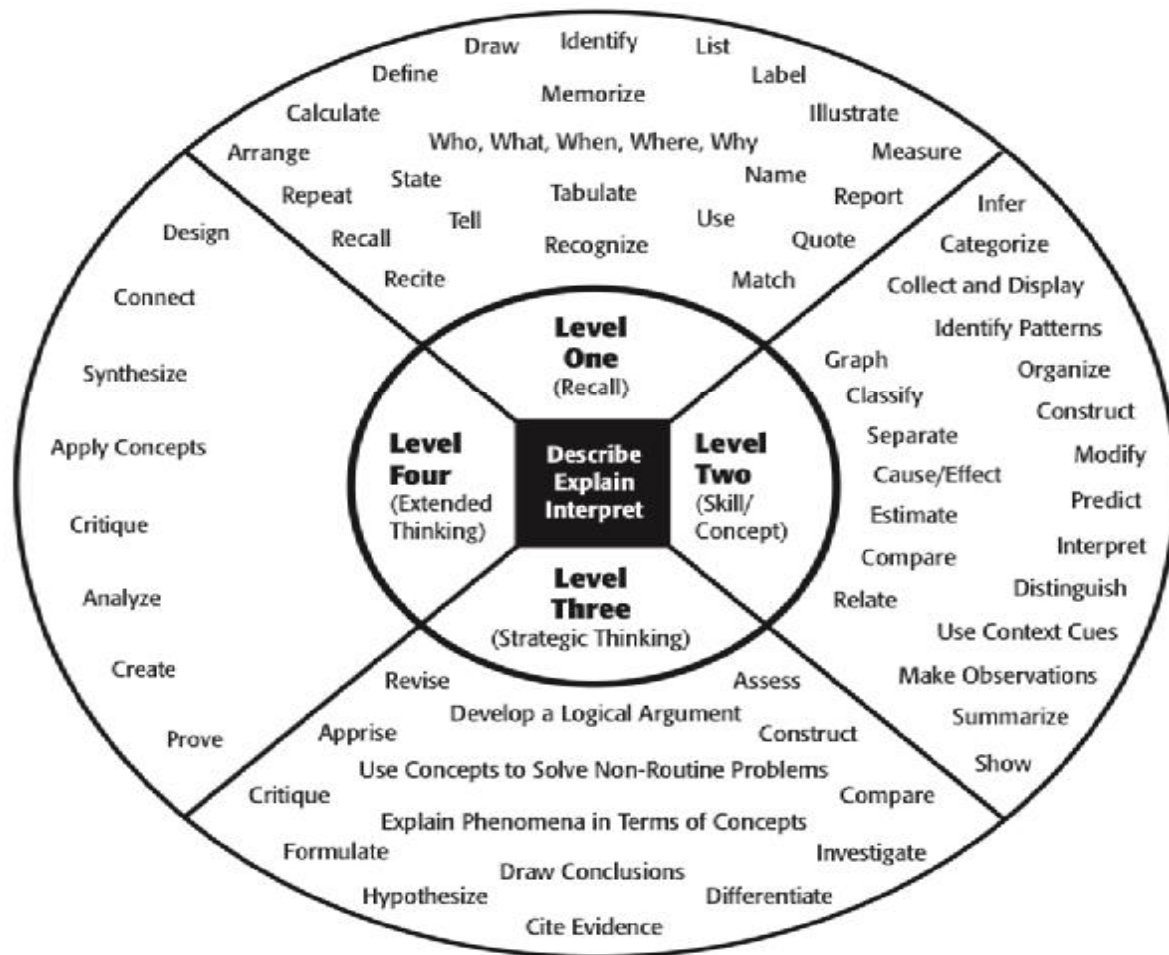 Draw
Identify
List
Define
Label
Memorize
Calculate
Illustrate
Who, What, When, Where, Why
Arrange
Measure
State
Name
Repeat
Tabulate
Report
Tell
Use
Recall
Recognize
Quote
Recite
Match
Level
One
(Recall)
Infer
Categorize
Collect and Display
Identify Patterns
Graph
Organize
Classify
Construct
Separate
Modify
Cause/Effect
Predict
Estimate
Interpret
Compare
Distinguish
Relate
Use Context Cues
Make Observations
Summarize
Show
Level
Two
(Skill/
Concept)
Describe
Explain
Interpret
Level
Three
(Strategic Thinking)
Revise
Assess
Develop a Logical Argument
Apprise
Construct
Use Concepts to Solve Non-Routine Problems
Critique
Compare
Explain Phenomena in Terms of Concepts
Formulate
Investigate
Draw Conclusions
Hypothesize
Differentiate
Cite Evidence
Level
Four
(Extended
Thinking)
Design
Connect
Synthesize
Apply Concepts
Critique
Analyze
Create
Prove